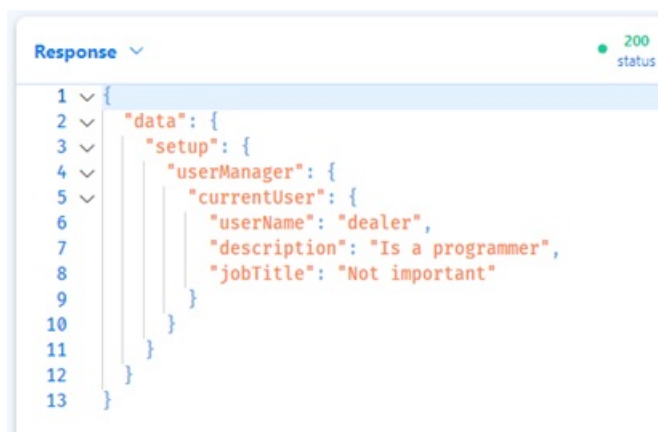 Response
200
status
1 {
2 "data": {
3 "setup": {
4 "userManager": {
5 "currentUser": {
6 "userName": "dealer",
7 "description": "Is a programmer",
8 "jobTitle": "Not important"
9 }
10 }
11 }
12 }
13 }